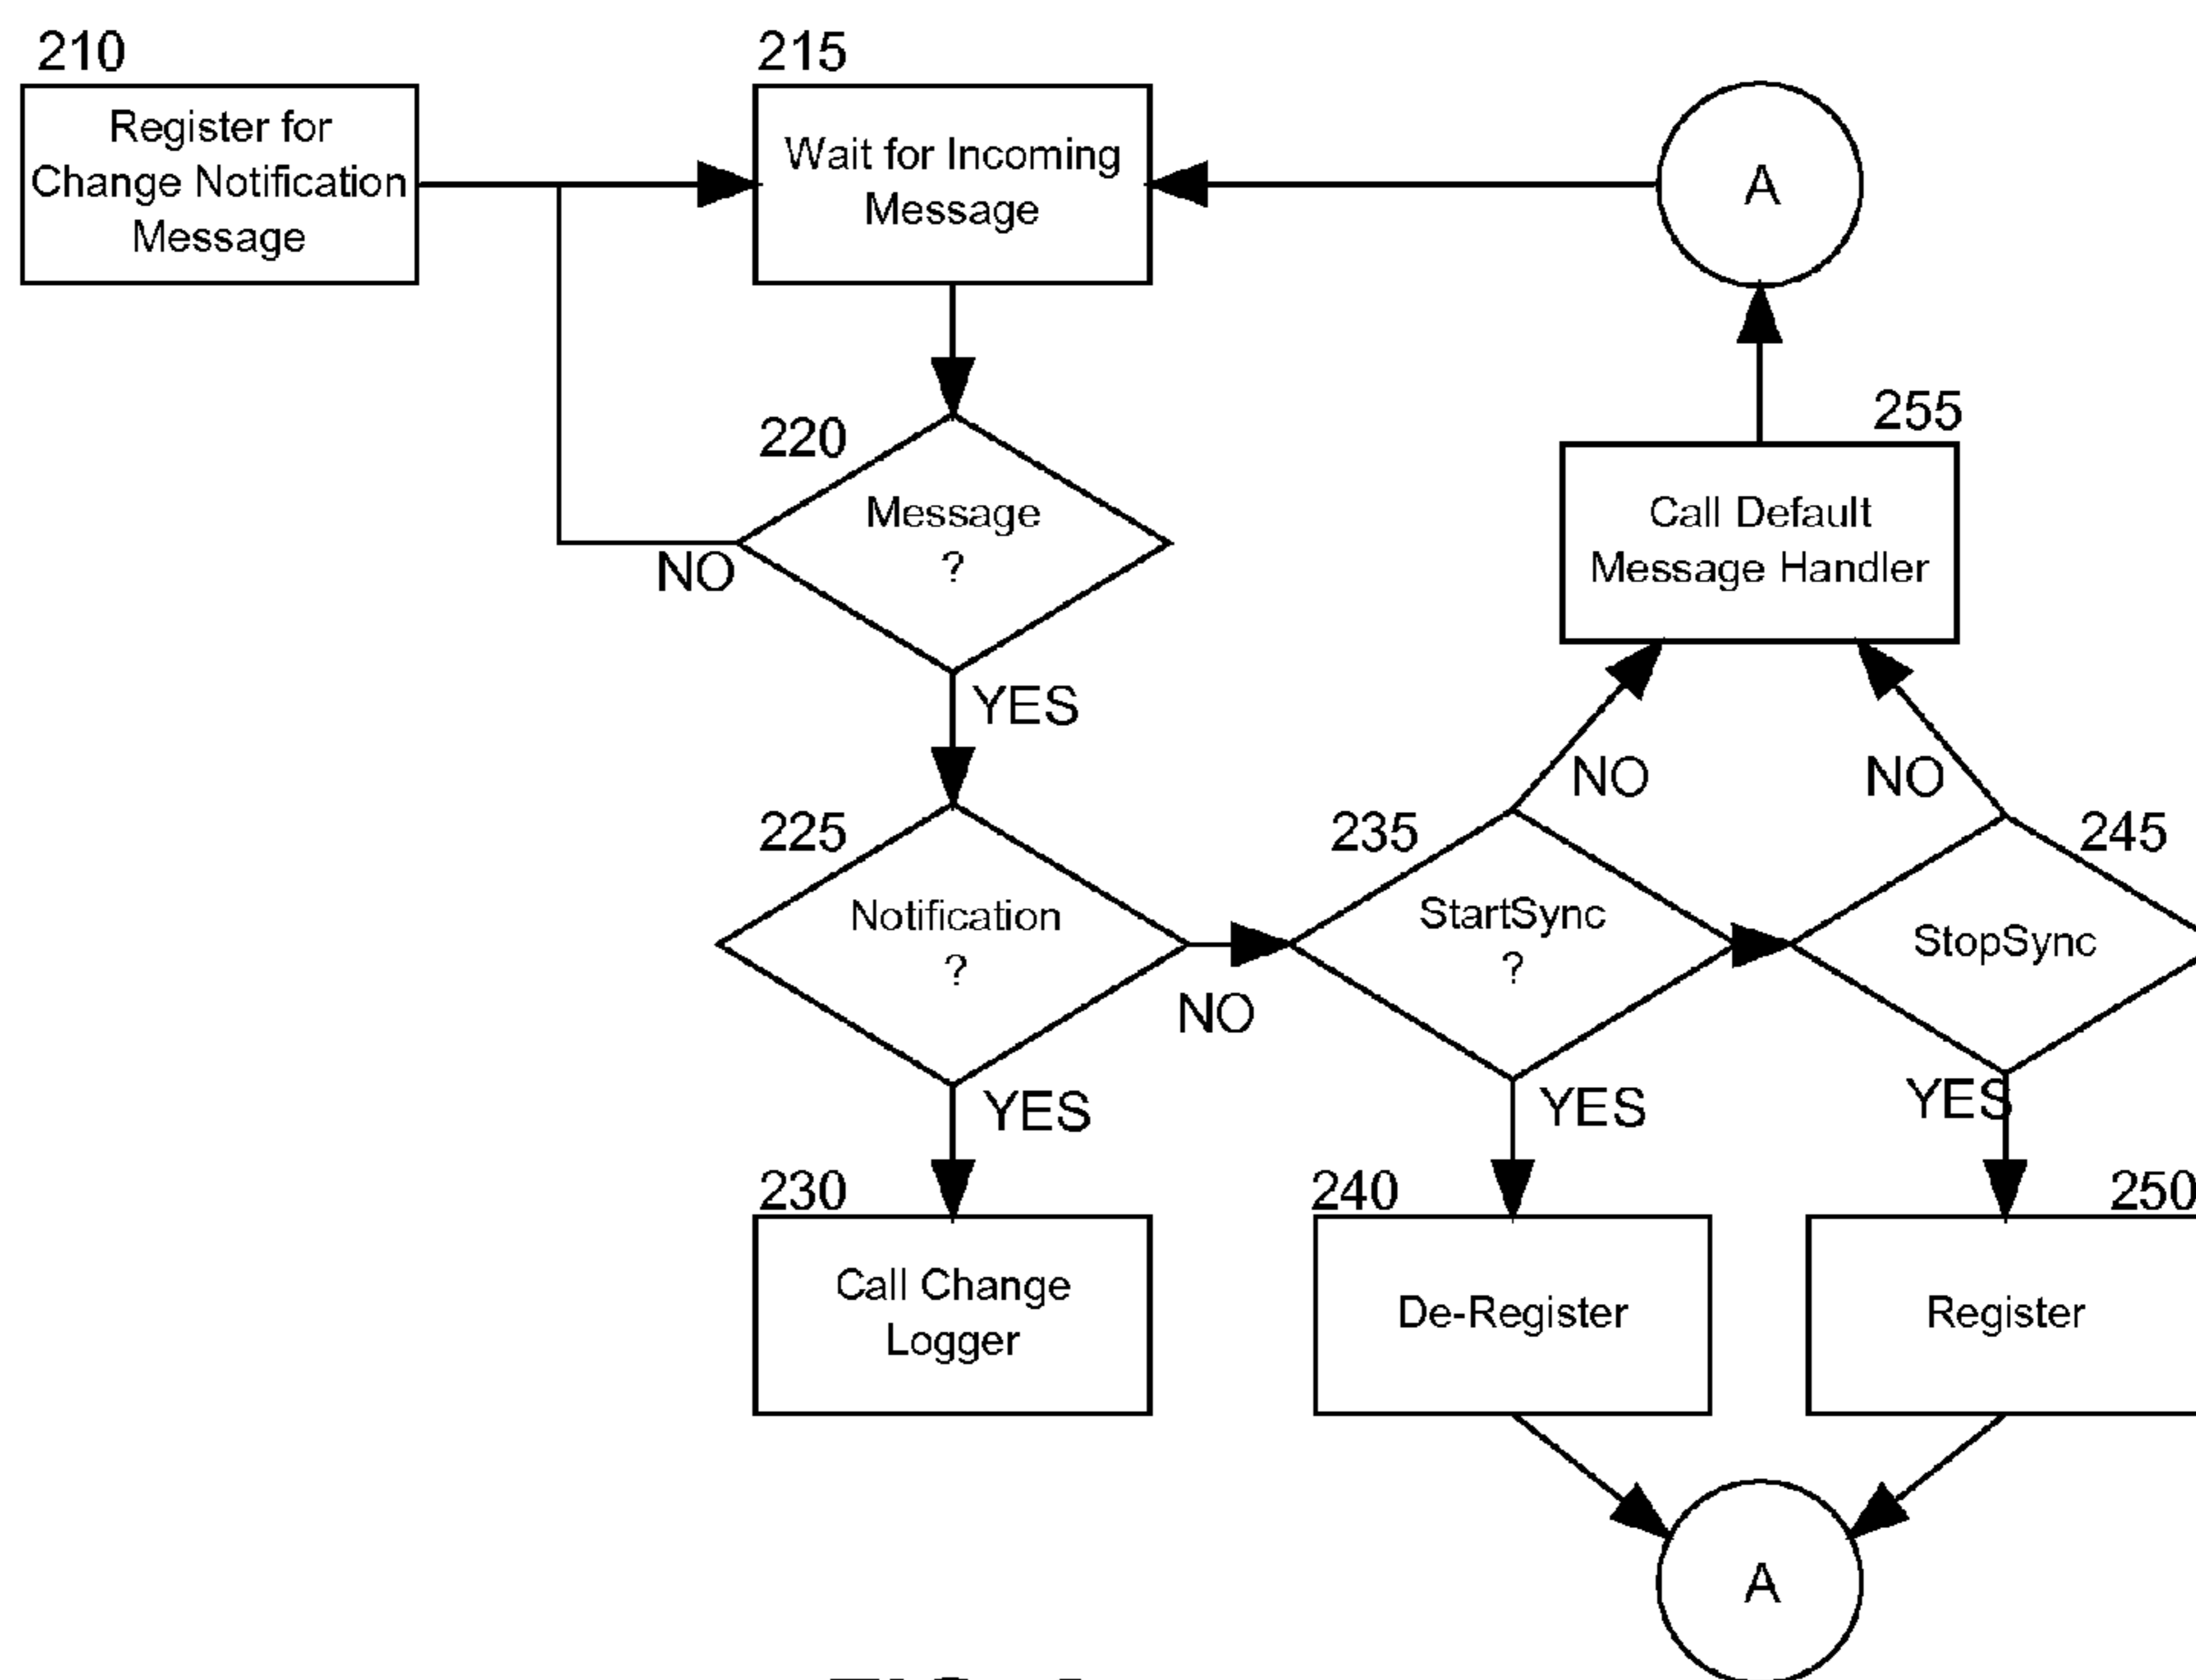 210
Register for
Change Notification
Message
215
Wait for Incoming
Message
A
220
Message
?
NO
YES
255
Call Default
Message Handler
NO
NO
225
Notification
?
NO
YES
235
StartSync
?
YES
245
StopSync
YES
230
Call Change
Logger
240
De-Register
250
Register
A